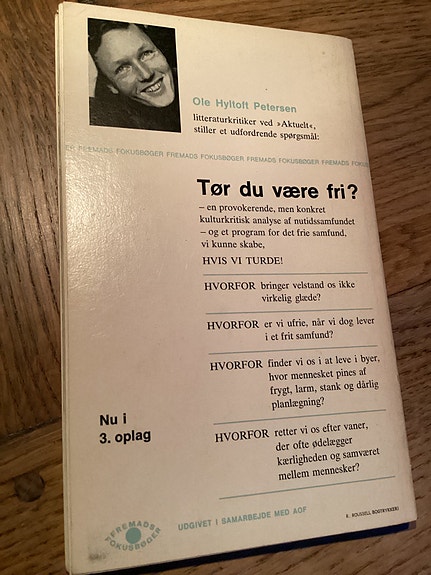 Ole Hyltoft Petersen
litteraturkritiker ved »Aktuelt«,
stiller et udfordrende spørgsmål:
ER FREMADS FOKUSBØGER FREMADS FOKUSBØGER FREMADS FOKUSBØGER FREMADS FOKUS
Tør du være fri?
– en provokerende, men konkret
kulturkritisk analyse af nutidssamfundet
– og et program for det frie samfund,
vi kunne skabe,
HVIS VI TURDE!
HVORFOR bringer velstand os ikke
virkelig glæde?
HVORFOR er vi ufrie, når vi dog lever
i et frit samfund?
HVORFOR finder vi os i at leve i byer,
hvor mennesket pines af
frygt, larm, stank og dårlig
planlægning?
HVORFOR retter vi os efter vaner,
der ofte ødelægger
kærligheden og samværet
mellem mennesker?
Nu i
3. oplag
FREMADS
FOKUSBØGER
UDGIVET I SAMARBEJDE MED AOF
E. ROUSSELL BOGTRYKKERI